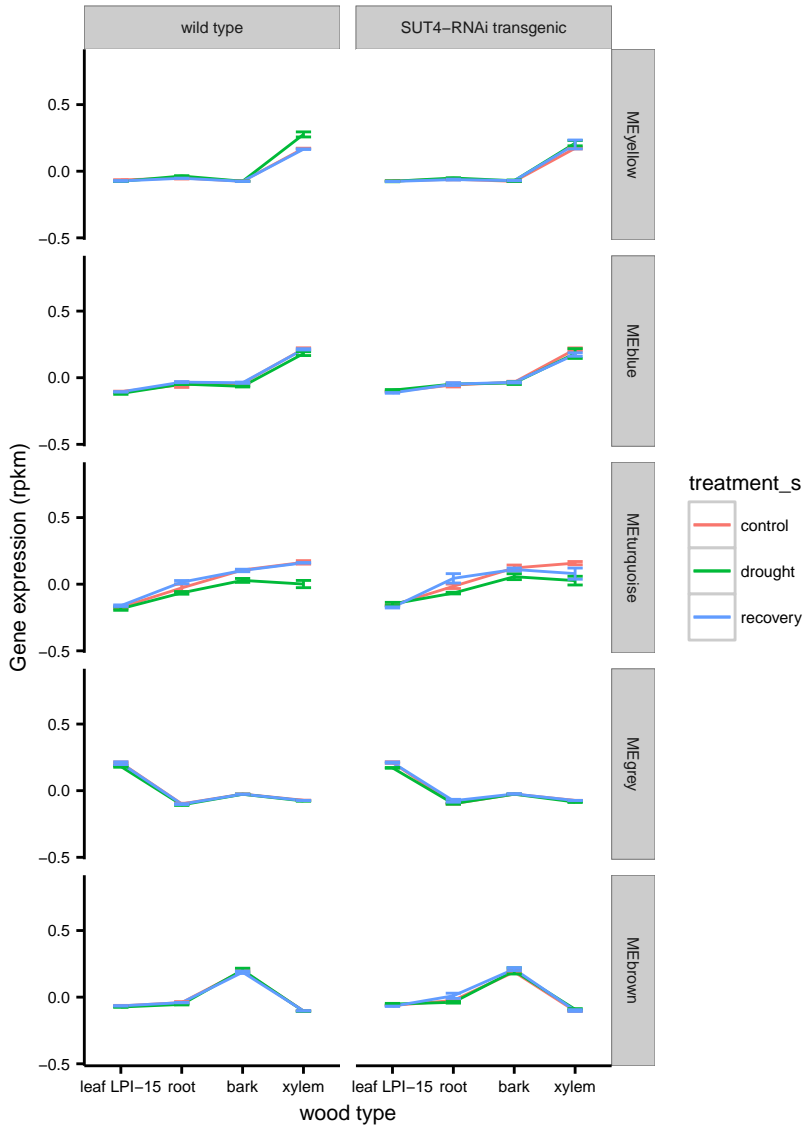 wild type
SUT4−RNAi transgenic
0.5
0.0
−0.5
MEyellow
0.5
0.0
−0.5
MEblue
0.5
0.0
−0.5
MEturquoise
0.5
0.0
−0.5
MEgrey
0.5
0.0
−0.5
MEbrown
Gene expression (rpkm)
leaf LPI−15
root
bark
xylem
leaf LPI−15
root
bark
xylem
wood type
treatment_s
control
drought
recovery